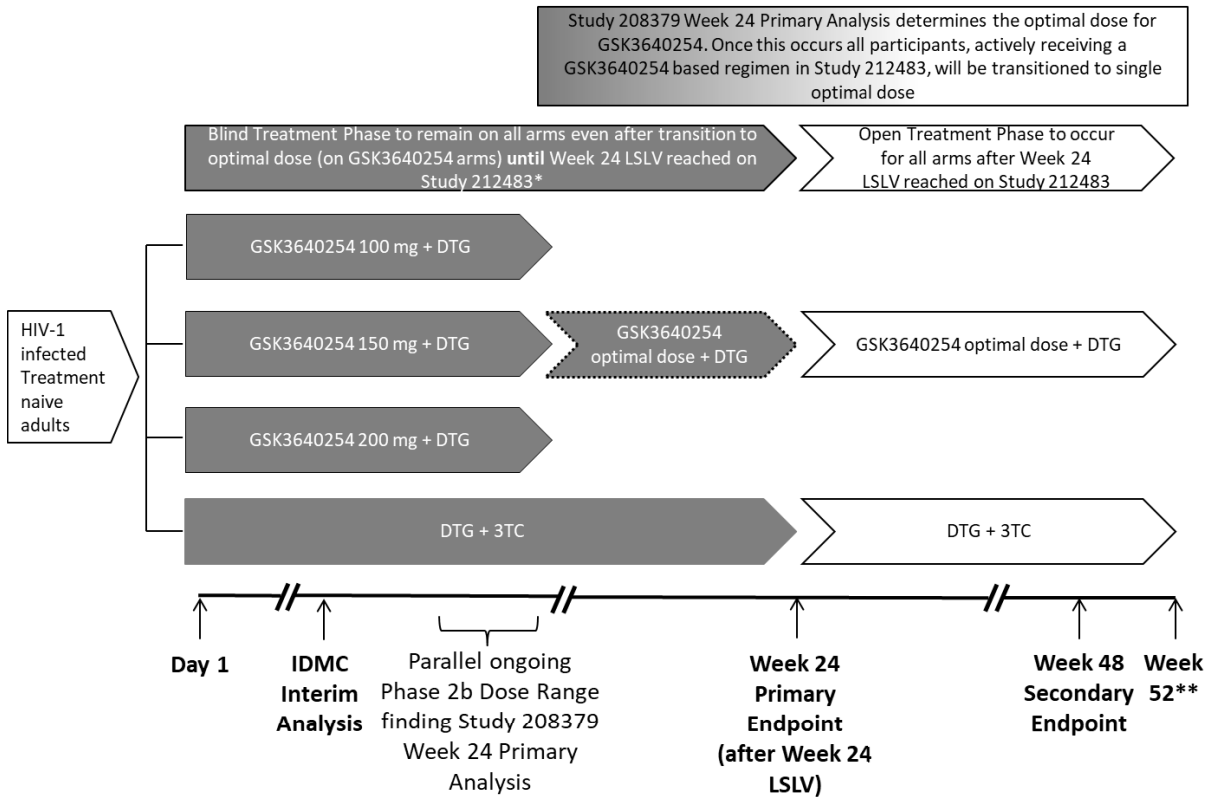 Study 208379 Week 24 Primary Analysis determines the optimal dose for
GSK3640254. Once this occurs all participants, actively receiving a
GSK3640254 based regimen in Study 212483, will be transitioned to single
optimal dose
Blind Treatment Phase to remain on all arms even after transition to
optimal dose (on GSK3640254 arms) until Week 24 LSLV reached on
Study 212483*
Open Treatment Phase to occur
for all arms after Week 24
LSLV reached on Study 212483
HIV-1
infected
Treatment
naive
adults
GSK3640254 100 mg + DTG
GSK3640254 150 mg + DTG
GSK3640254
optimal dose + DTG
GSK3640254 optimal dose + DTG
GSK3640254 200 mg + DTG
DTG + 3TC
DTG + 3TC
Day 1
IDMC
Interim
Analysis
Parallel ongoing
Phase 2b Dose Range
finding Study 208379
Week 24 Primary
Analysis
Week 24
Primary
Endpoint
(after Week 24
LSLV)
Week 48
Secondary
Endpoint
Week
52**